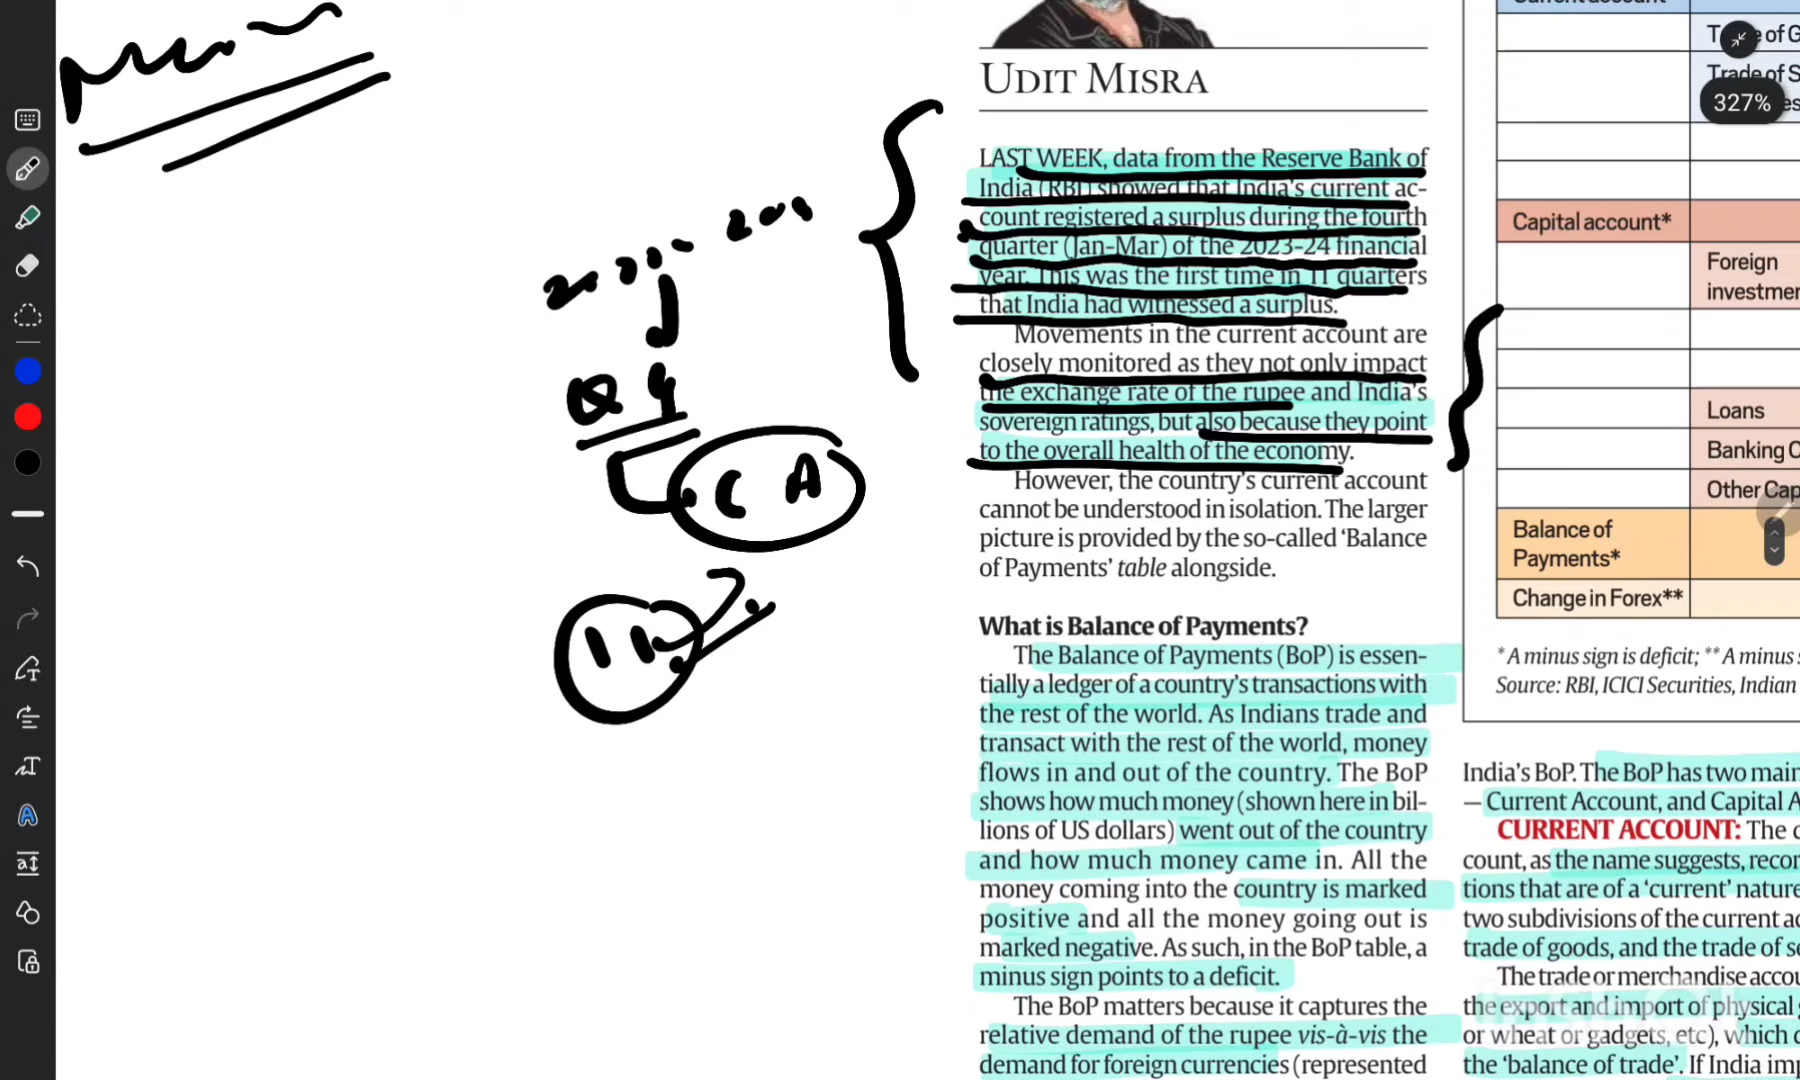 UDIT MISRA
LAST WEEK, data from the Reserve Bank of
India (RBI) showed that India's current ac-
count registered a surplus during the fourth
quarter (Jan-Mar) of the 2023-24 financial
year. This was the first time in 11 quarters
that India had witnessed a surplus.
Movements in the current account are
closely monitored as they not only impact
the exchange rate of the rupee and India's
sovereign ratings, but also because they point
to the overall health of the economy.
However, the country's current account
cannot be understood in isolation. The larger
picture is provided by the so-called 'Balance
of Payments' table alongside.
What is Balance of Payments?
The Balance of Payments (BoP) is essen-
tially a ledger of a country's transactions with
the rest of the world. As Indians trade and
transact with the rest of the world, money
flows in and out of the country. The BoP
shows how much money (shown here in bil-
lions of US dollars) went out of the country
and how much money came in. All the
money coming into the country is marked
positive and all the money going out is
marked negative. As such, in the BoP table, a
minus sign points to a deficit.
The BoP matters because it captures the
relative demand of the rupee vis-à-vis the
demand for foreign currencies (represented
Q4
CA
11
327%
Capital account*
Foreign
Loans
Banking C
Other Cap
Balance of
Payments*
Change in Forex**
* A minus sign is deficit; ** A minus s
Source: RBI, ICICI Securities, Indian
India's BoP. The BoP has two main
— Current Account, and Capital A
CURRENT ACCOUNT: The c
count, as the name suggests, recor
tions that are of a 'current' nature
two subdivisions of the current ac
trade of goods, and the trade of se
The trade or merchandise accou
the export and import of physical g
or wheat or gadgets, etc), which d
the 'balance of trade'. If India imp